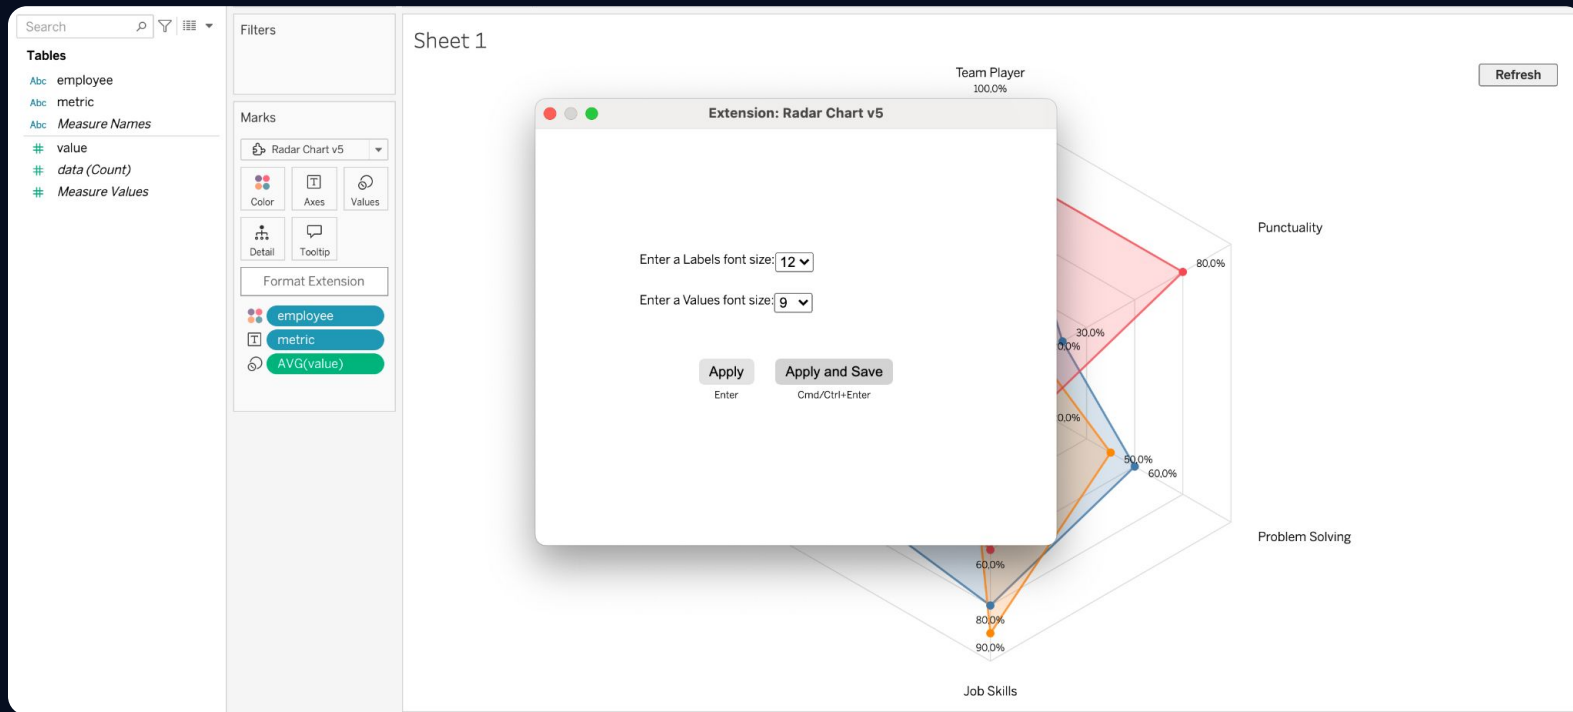 Search
Tables
Abc employee
Abc metric
Abc Measure Names
# value
# data (Count)
# Measure Values
Filters
Marks
Radar Chart v5
Color
Axes
Values
Detail
Tooltip
Format Extension
employee
metric
AVG(value)
Sheet 1
Refresh
Team Player
100,0%
Extension: Radar Chart v5
Enter a Labels font size: 12
Enter a Values font size: 9
Apply
Apply and Save
Enter
Cmd/Ctrl+Enter
Punctuality
80,0%
30,0%
50,0%
60,0%
Problem Solving
60,0%
80,0%
90,0%
Job Skills